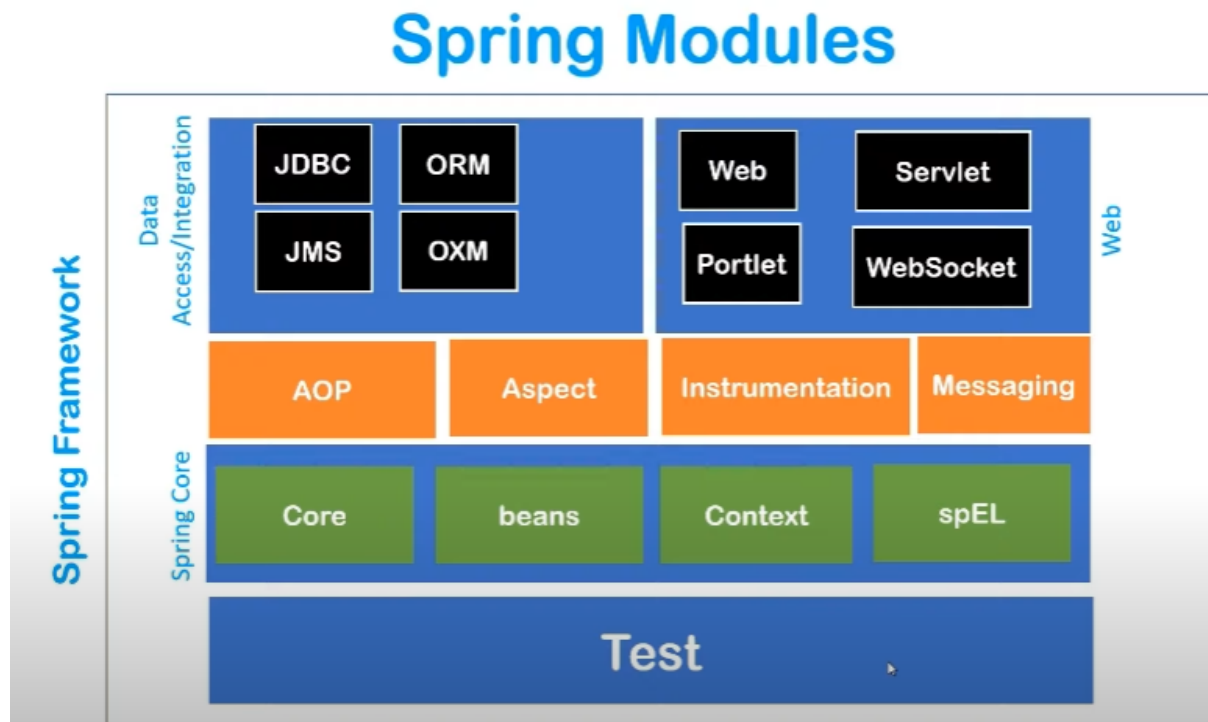 Spring Modules
Spring Framework
Data
Access/Integration
JDBC
ORM
JMS
OXM
Web
Servlet
Portlet
WebSocket
Web
AOP
Aspect
Instrumentation
Messaging
Spring Core
Core
beans
Context
spEL
Test